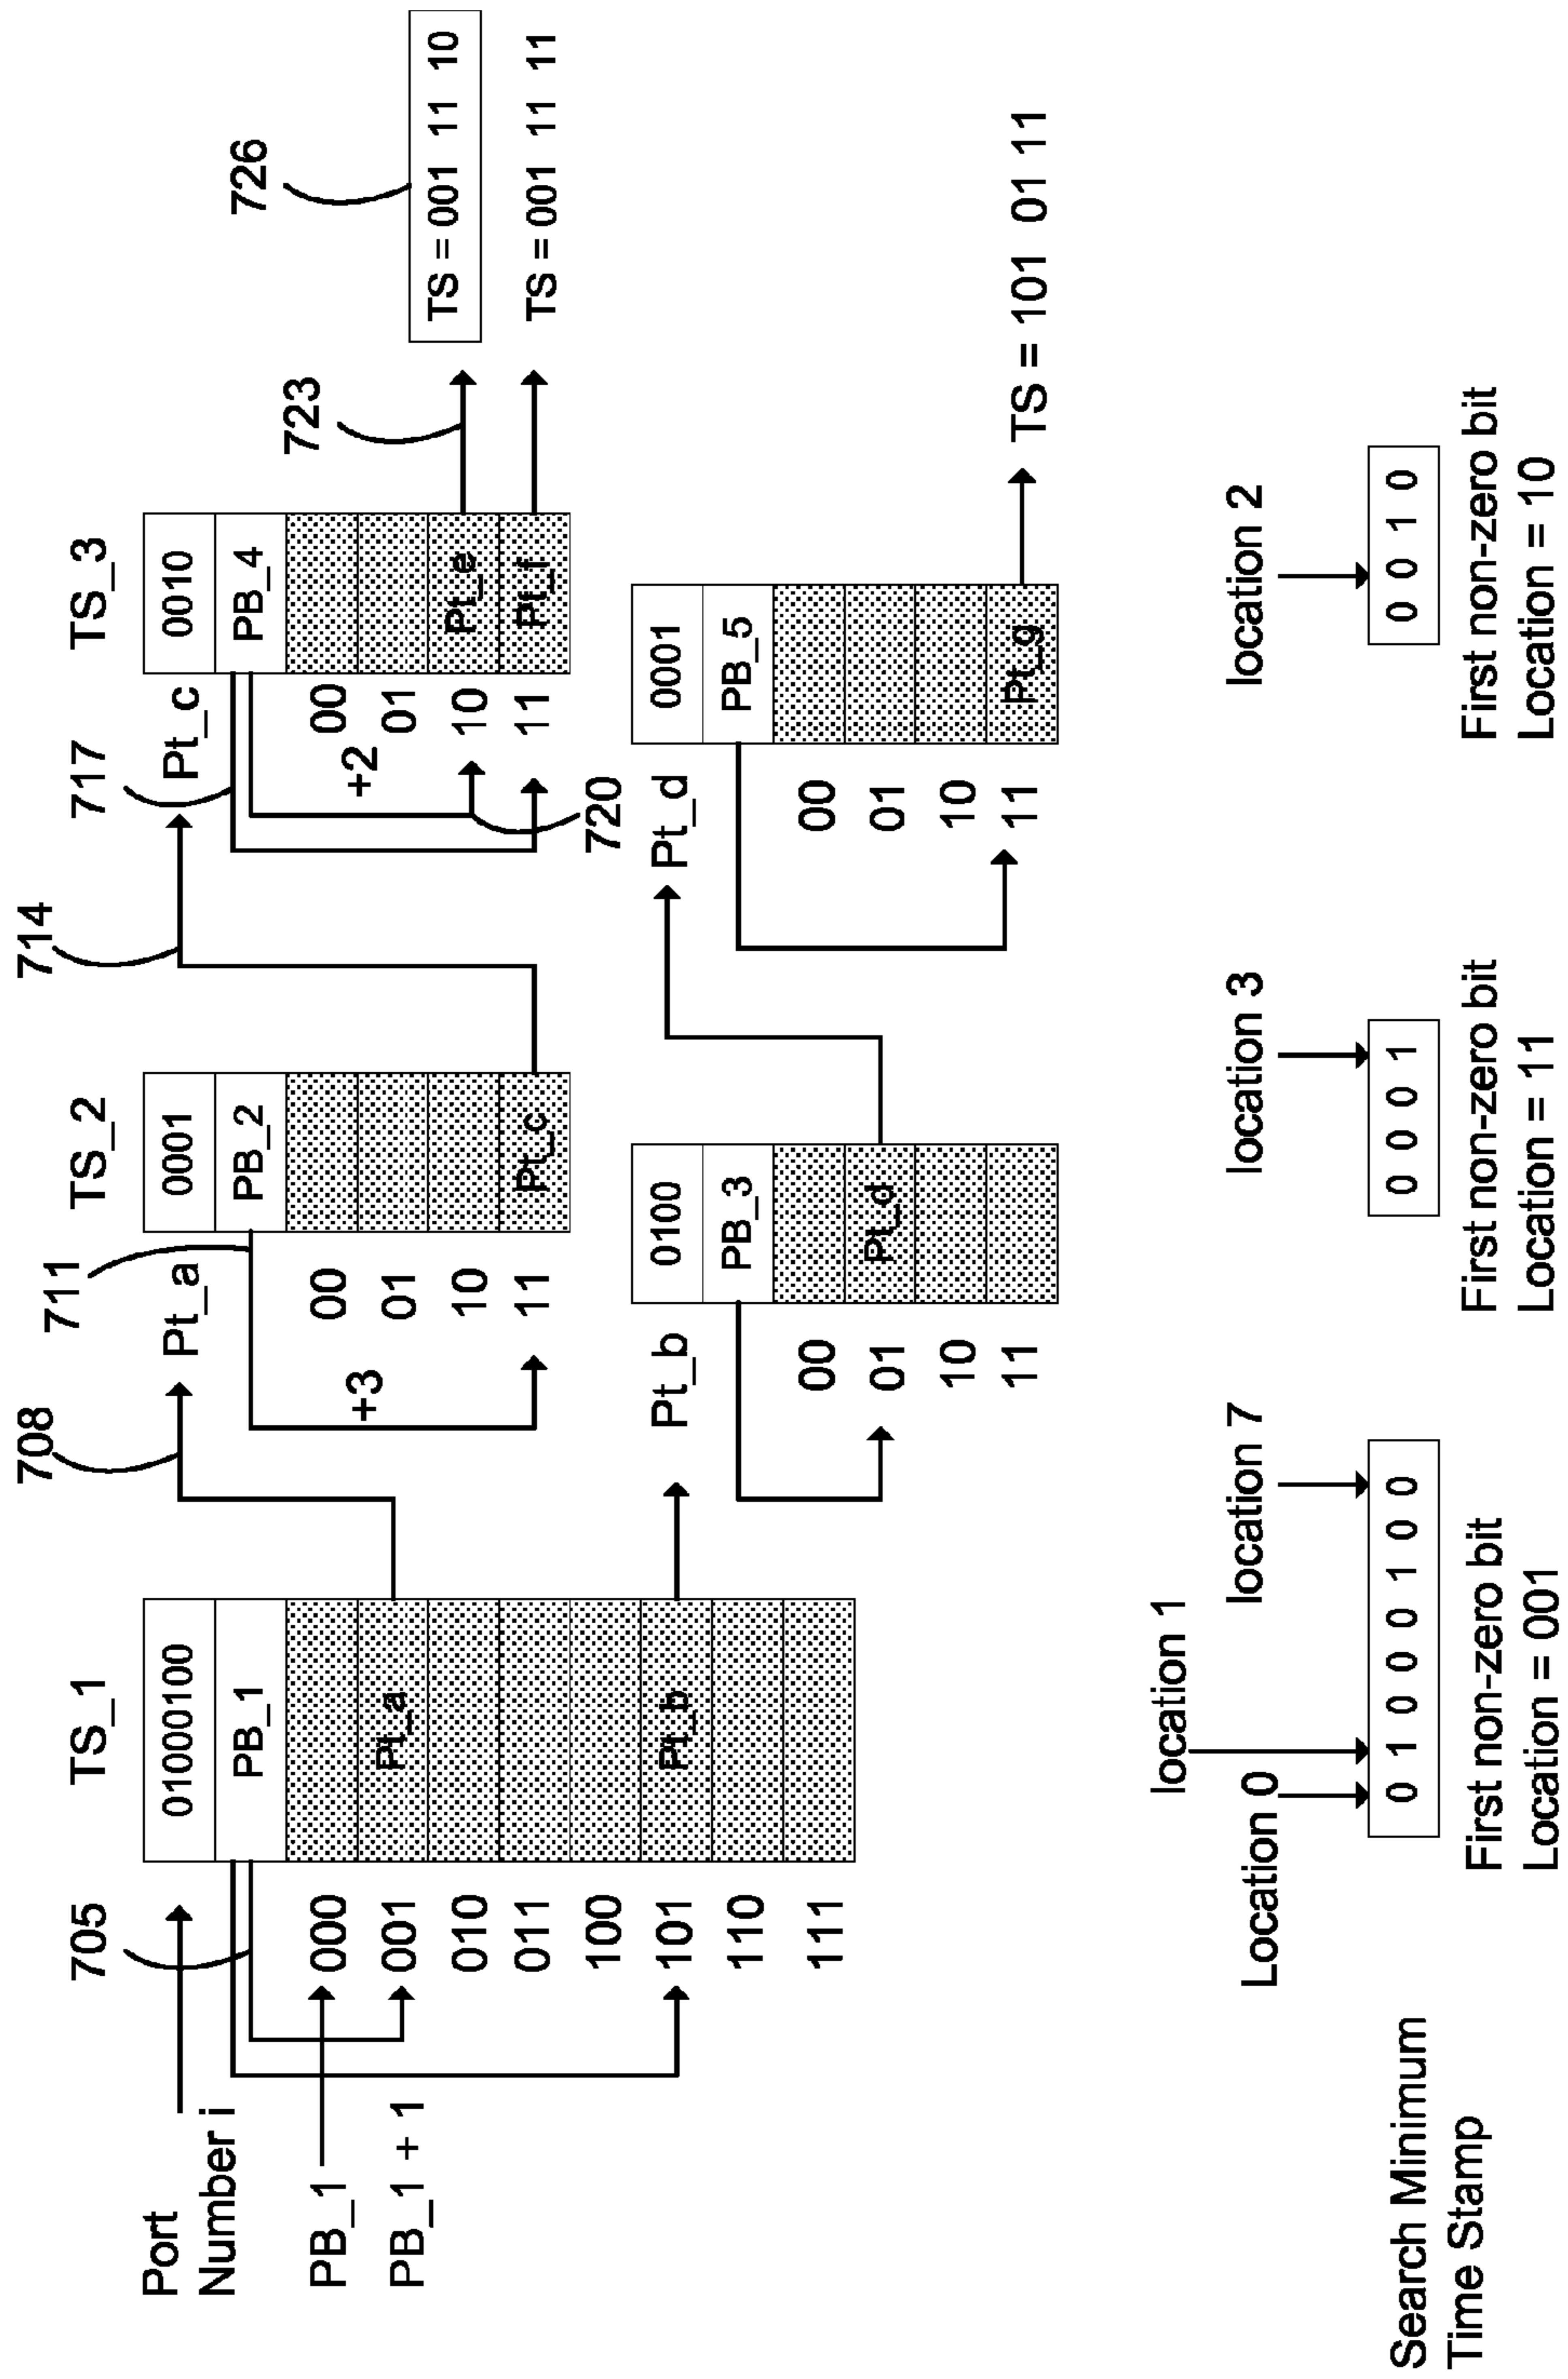 TS_1
TS_2
TS_3
Port
Number i
PB_1
PB_1 + 1
705
01000100
PB_1
000
001
010
011
100
101
110
111
Pt_a
Pt_b
708
Pt_a
711
0001
PB_2
+3
00
01
10
11
Pt_c
714
Pt_b
0100
PB_3
00
01
10
11
Pt_d
717
Pt_c
0010
PB_4
+2
00
01
10
11
Pt_e
Pt_f
720
723
726
TS = 001 11 10
TS = 001 11 11
Pt_d
0001
PB_5
00
01
10
11
Pt_g
TS = 101 01 11
Search Minimum
Time Stamp
Location 0
location 1
location 7
0 1 0 0 0 1 0 0
First non-zero bit
Location = 001
location 3
0 0 0 1
First non-zero bit
Location = 11
location 2
0 0 1 0
First non-zero bit
Location = 10